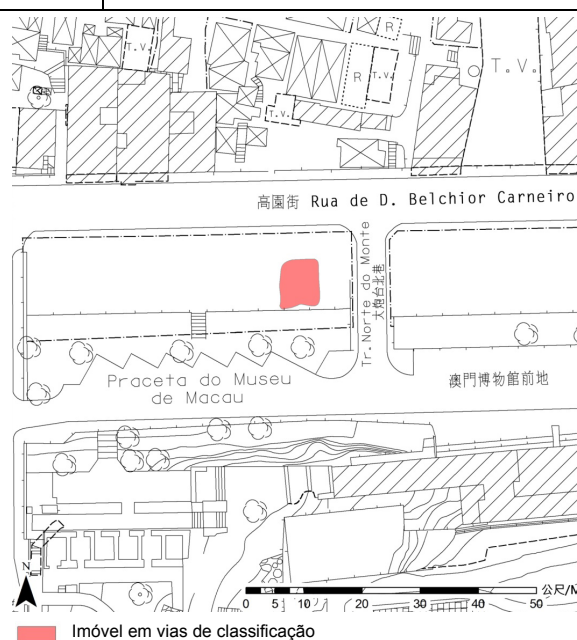 T.V.
R
R
T.V.
T.V.
T.V.
高園街 Rua de D. Belchior Carneiro
Tr.Norte do Monte
大炮台北巷
Praceta do Museu
de Macau
澳門博物館前地
N
公尺/M
0 5 10 20 30 40 50
Imóvel em vias de classificação